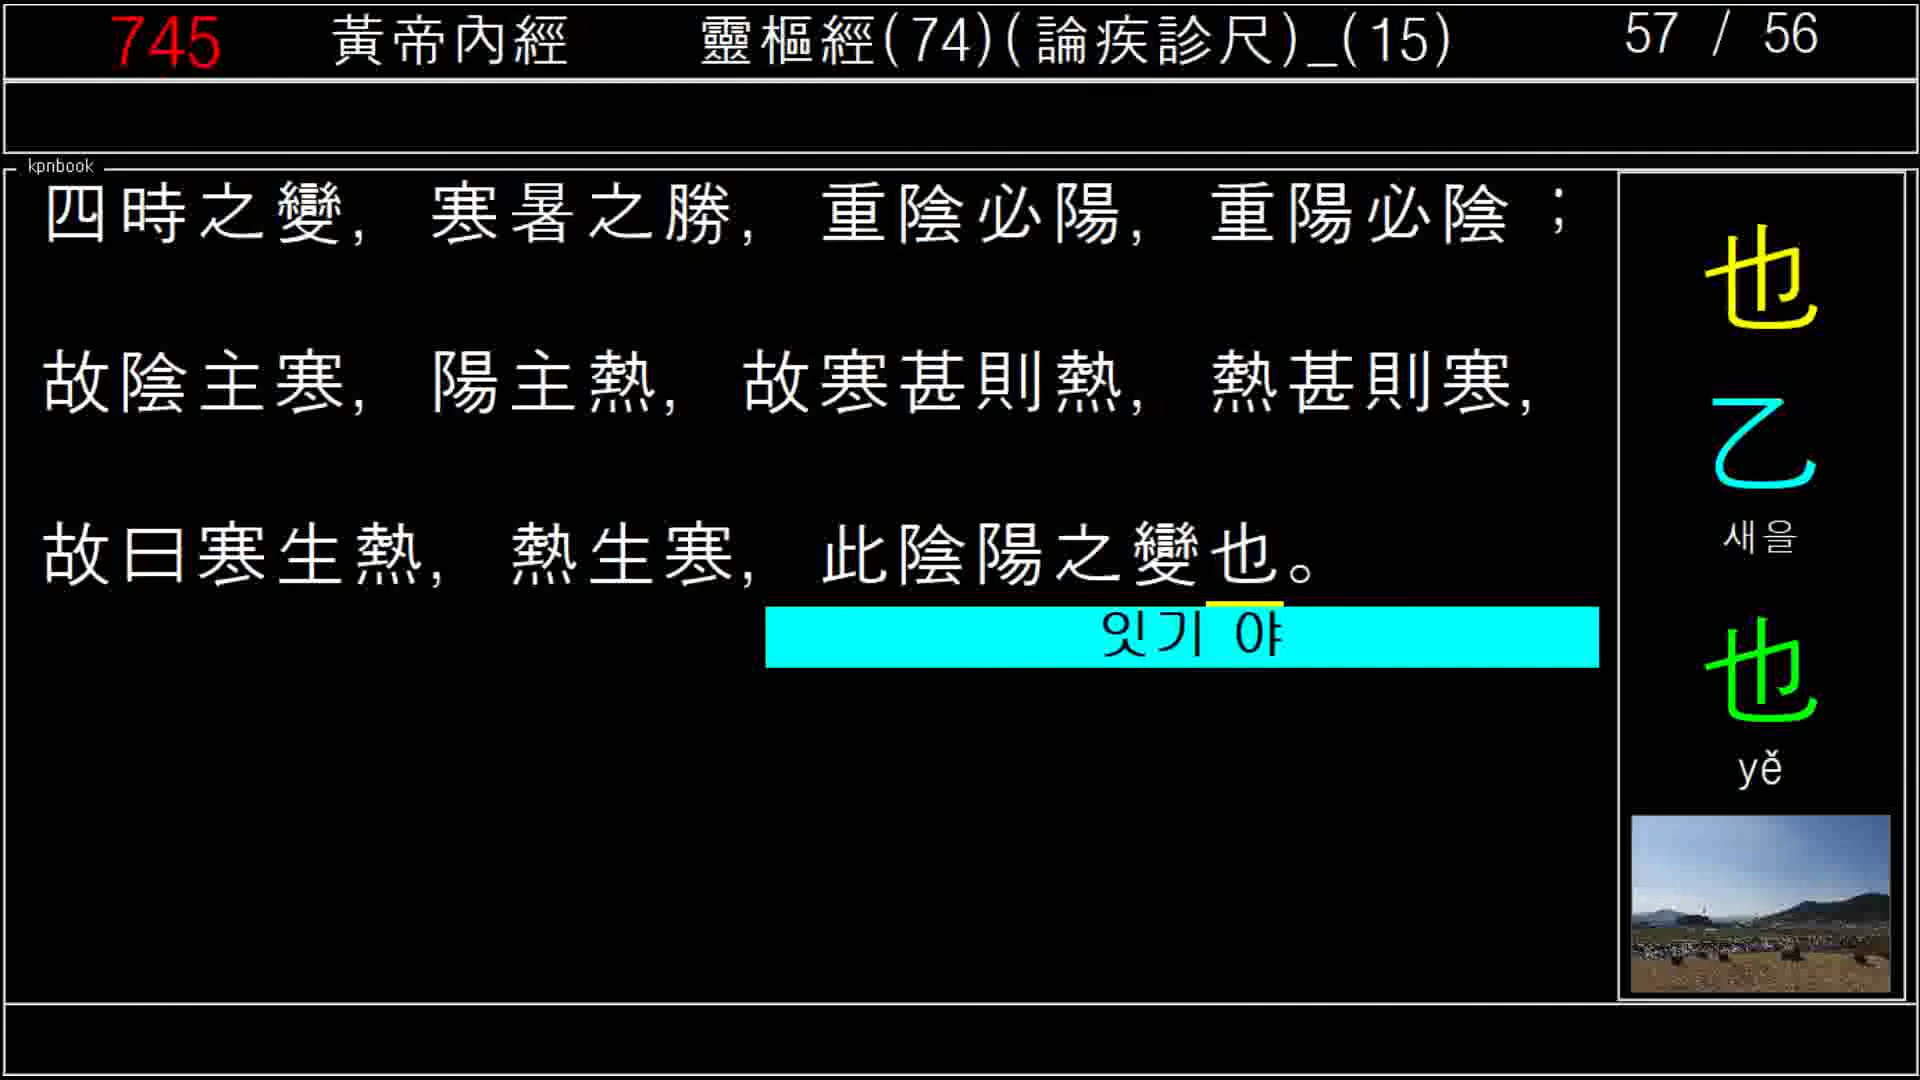 745 黃帝內經 靈樞經(74)(論疾診尺)_(15) 57 / 56
kpnbook
四時之變, 寒暑之勝, 重陰必陽, 重陽必陰;
故陰主寒, 陽主熱, 故寒甚則熱, 熱甚則寒,
故曰寒生熱, 熱生寒, 此陰陽之變也。
잇기 야
也
乙
새을
也
yě